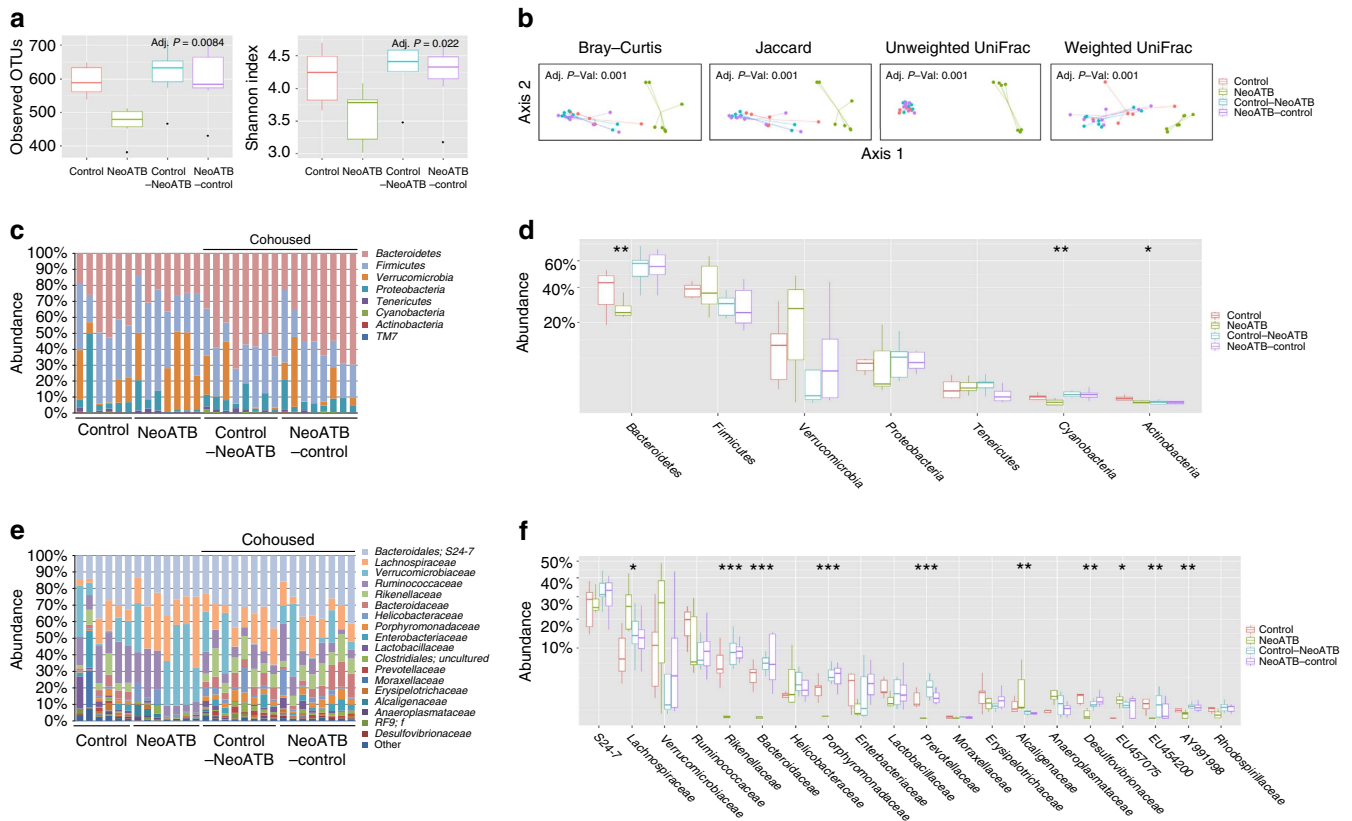 a
Observed OTUs
700
600
500
400
Adj. P = 0.0084
Control NeoATB Control NeoATB
–NeoATB –control
Shannon index
4.5
4.0
3.5
3.0
Adj. P = 0.022
Control NeoATB Control NeoATB
–NeoATB –control
b
Bray–Curtis
Jaccard
Unweighted UniFrac
Weighted UniFrac
Adj. P–Val: 0.001
Adj. P–Val: 0.001
Adj. P–Val: 0.001
Adj. P–Val: 0.001
Axis 2
Axis 1
Control
NeoATB
Control–NeoATB
NeoATB–control
c
Cohoused
Abundance
100%
90%
80%
70%
60%
50%
40%
30%
20%
10%
0%
Control NeoATB Control NeoATB
–NeoATB –control
Bacteroidetes
Firmicutes
Verrucomicrobia
Proteobacteria
Tenericutes
Cyanobacteria
Actinobacteria
TM7
d
Abundance
60%
40%
20%
** ** *
Bacteroidetes
Firmicutes
Verrucomicrobia
Proteobacteria
Tenericutes
Cyanobacteria
Actinobacteria
Control
NeoATB
Control–NeoATB
NeoATB–control
e
Cohoused
Abundance
100%
90%
80%
70%
60%
50%
40%
30%
20%
10%
0%
Control NeoATB Control NeoATB
–NeoATB –control
Bacteroidales; S24-7
Lachnospiraceae
Verrucomicrobiaceae
Ruminococcaceae
Rikenellaceae
Bacteroidaceae
Helicobacteraceae
Porphyromonadaceae
Enterobacteriaceae
Lactobacillaceae
Clostridiales; uncultured
Prevotellaceae
Moraxellaceae
Erysipelotrichaceae
Alcaligenaceae
Anaeroplasmataceae
RF9; f
Desulfovibrionaceae
Other
f
Abundance
50%
40%
30%
20%
10%
* *** *** *** *** ** ** * ** **
S24-7
Lachnospiraceae
Verrucomicrobiaceae
Ruminococcaceae
Rikenellaceae
Bacteroidaceae
Helicobacteraceae
Porphyromonadaceae
Enterbacteriaceae
Lactobacillaceae
Prevotellaceae
Moraxellaceae
Erysipelotrichaceae
Alcaligenaceae
Anaeroplasmataceae
Desulfovibrionaceae
EU457075
EU454200
AY991998
Rhodospirillaceae
Control
NeoATB
Control–NeoATB
NeoATB–control